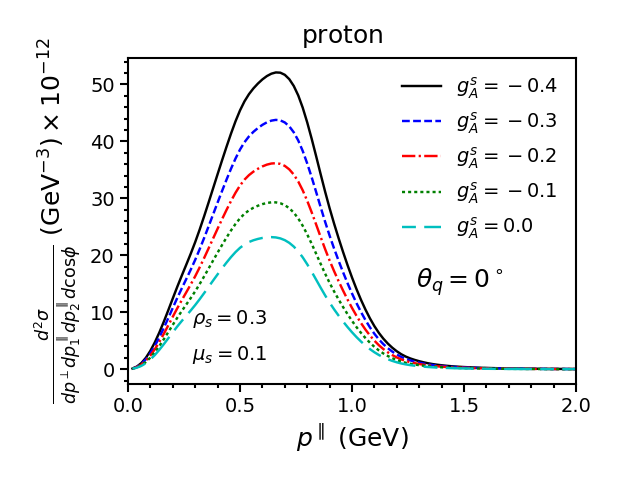 proton
d²σ / dp^⊥dp₁^∥dp₂^∥dcosϕ (GeV⁻³) × 10⁻¹²
50
40
30
20
10
0
g_A^s = −0.4
g_A^s = −0.3
g_A^s = −0.2
g_A^s = −0.1
g_A^s = 0.0
θ_q = 0°
ρ_s = 0.3
μ_s = 0.1
0.0 0.5 1.0 1.5 2.0
p^∥ (GeV)